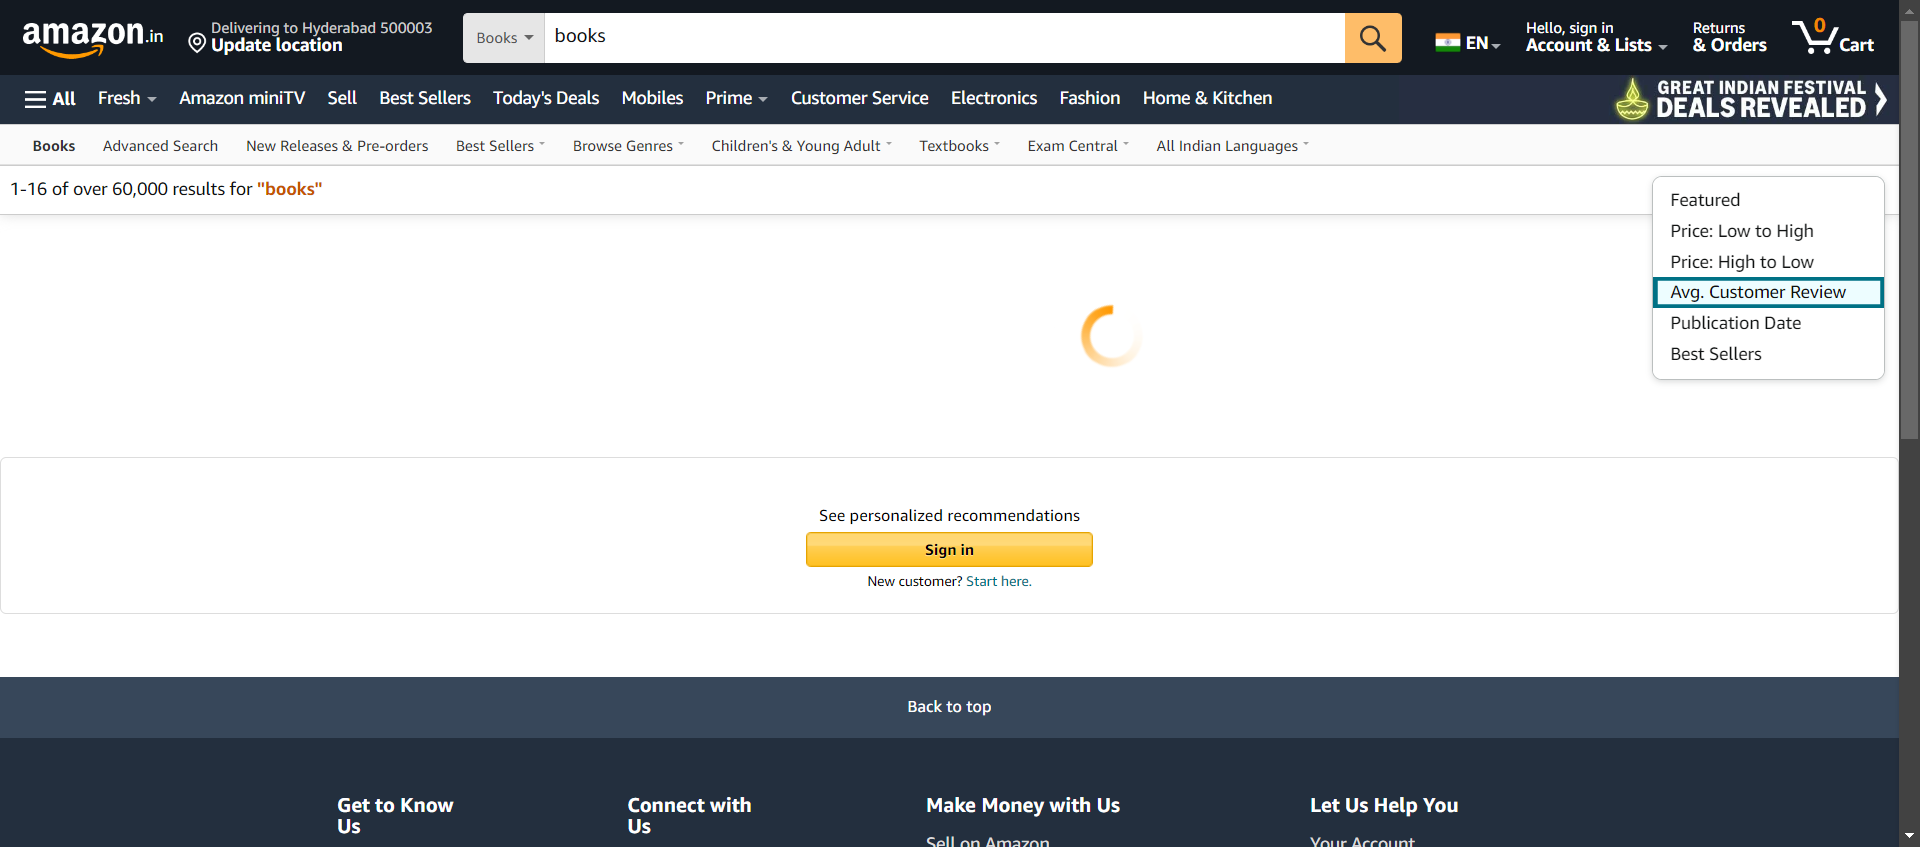 amazon.in
Delivering to Hyderabad 500003
Update location
Books
books
EN
Hello, sign in
Account & Lists
Returns
& Orders
0
Cart
All
Fresh
Amazon miniTV
Sell
Best Sellers
Today's Deals
Mobiles
Prime
Customer Service
Electronics
Fashion
Home & Kitchen
GREAT INDIAN FESTIVAL
DEALS REVEALED
Books
Advanced Search
New Releases & Pre-orders
Best Sellers
Browse Genres
Children's & Young Adult
Textbooks
Exam Central
All Indian Languages
1-16 of over 60,000 results for "books"
Featured
Price: Low to High
Price: High to Low
Avg. Customer Review
Publication Date
Best Sellers
See personalized recommendations
Sign in
New customer? Start here.
Back to top
Get to Know
Us
Connect with
Us
Make Money with Us
Sell on Amazon
Let Us Help You
Your Account